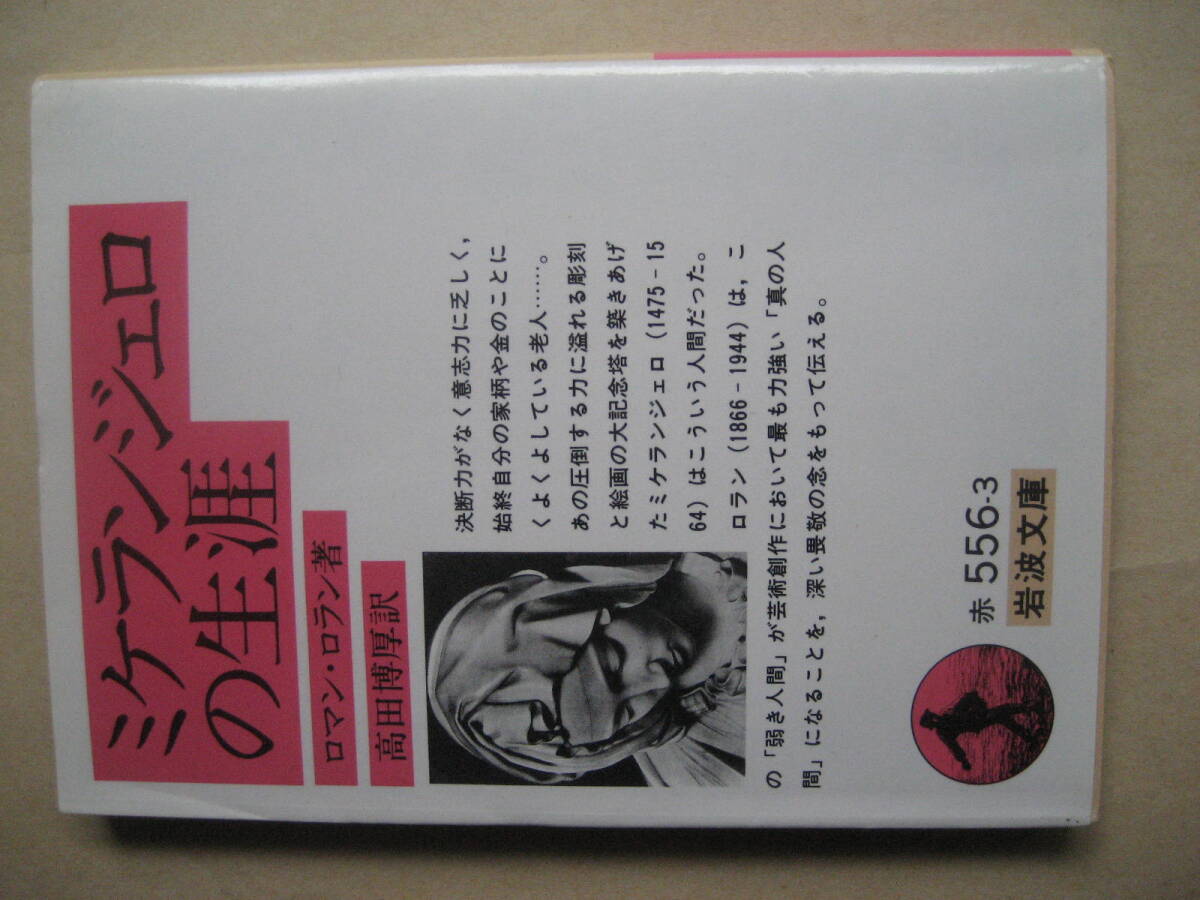 ミケランジェロ
の生涯
ロマン・ロラン著
高田博厚訳
決断力がなく意志力に乏しく，
始終自分の家柄や金のことに
くよくよしている老人……。
あの圧倒する力に溢れる彫刻
と絵画の大記念塔を築きあげ
たミケランジェロ（1475－15
64）はこういう人間だった。
ロラン（1866－1944）は，こ
の「弱き人間」が芸術創作において最も力強い「真の人
間」になることを，深い畏敬の念をもって伝える。
赤 556-3
岩波文庫